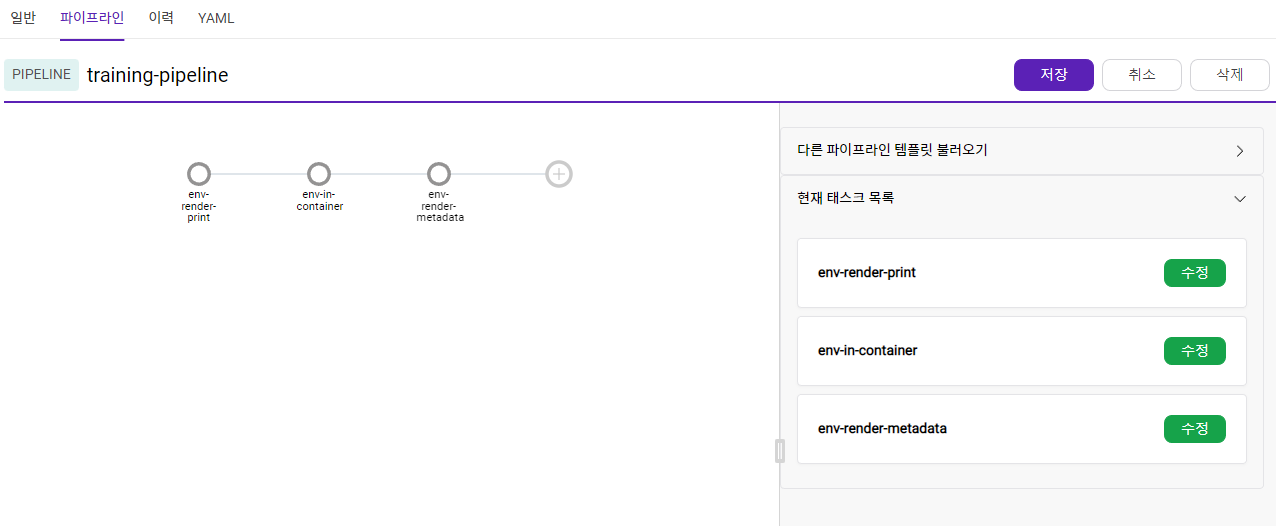 일반 파이프라인 이력 YAML
PIPELINE training-pipeline 저장 취소 삭제
다른 파이프라인 템플릿 불러오기
현재 태스크 목록
env-
render-
print
env-in-
container
env-
render-
metadata
env-render-print 수정
env-in-container 수정
env-render-metadata 수정